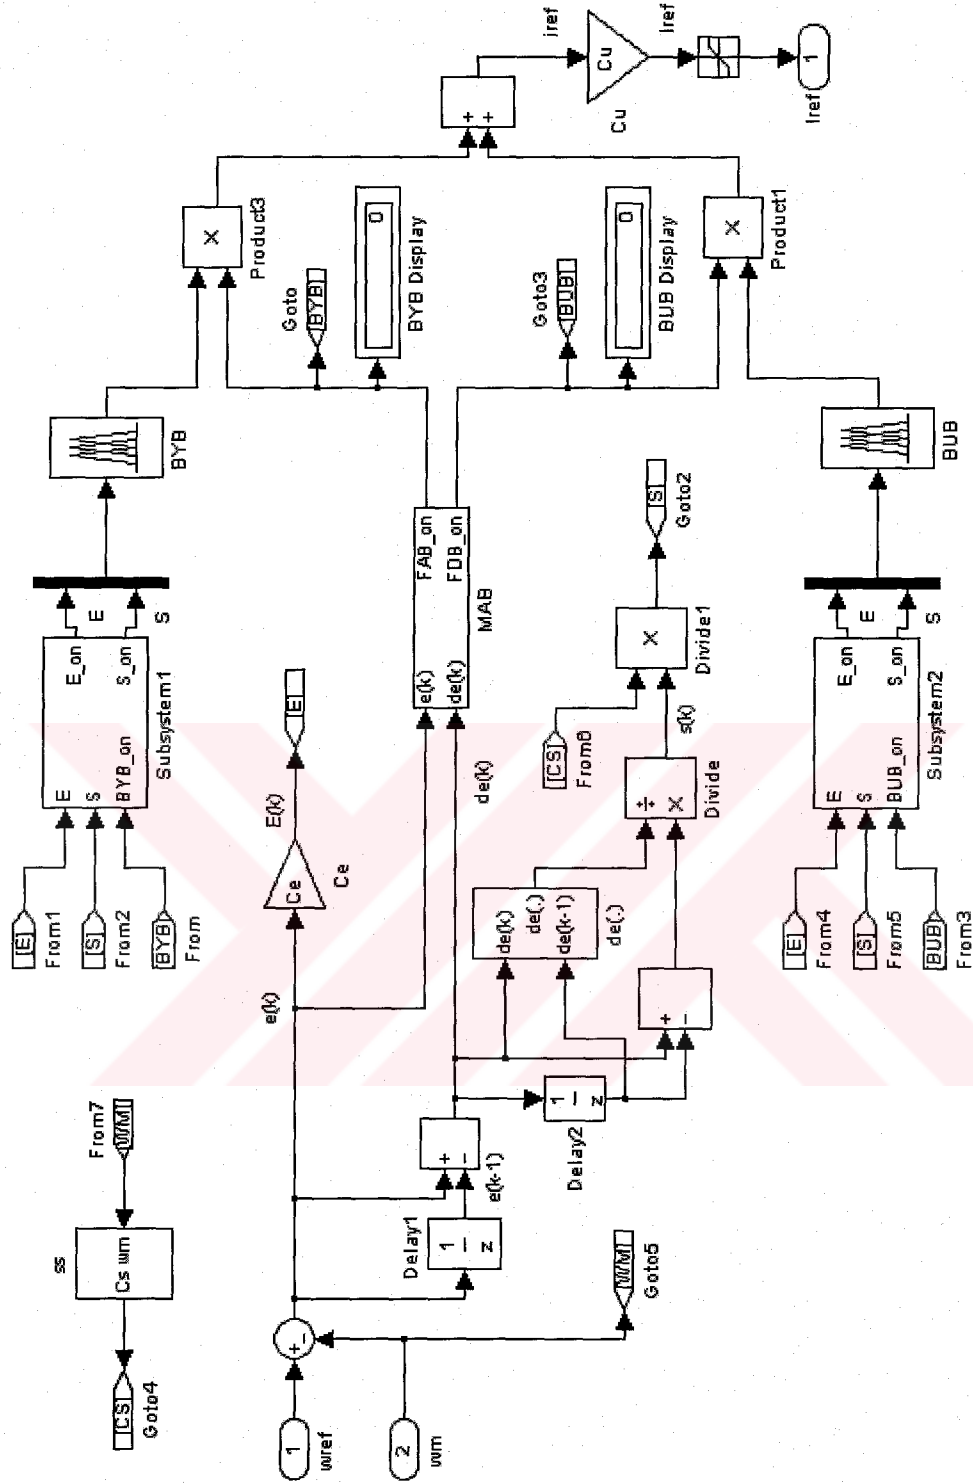 [E]
From1
[S]
From2
[BYB]
From
E
S
BYB_on
E_on
S_on
Subsystem1
E
S
BYB
Product3
X
Goto
[BYB]
0
BYB Display
+
+
iref
Cu
Cu
Iref
1
Iref
From7
[WM]
ss
Cs wm
[CS]
Goto4
1
wref
2
wm
+
-
e(k)
Ce
Ce
E(k)
[E]
Delay1
1
z
+
-
e(k-1)
de(k)
e(k)
de(k)
FAB_on
FDB_on
MAB
Goto3
[BUB]
0
BUB Display
X
Product1
Delay2
1
z
de(k)
de(.)
de(k-1)
de(.)
+
-
÷
X
Divide
s(k)
[CS]
X
Divide1
[S]
Goto2
[WM]
Goto5
[E]
From4
[S]
From5
[BUB]
From3
E
S
BUB_on
E_on
S_on
Subsystem2
E
S
BUB